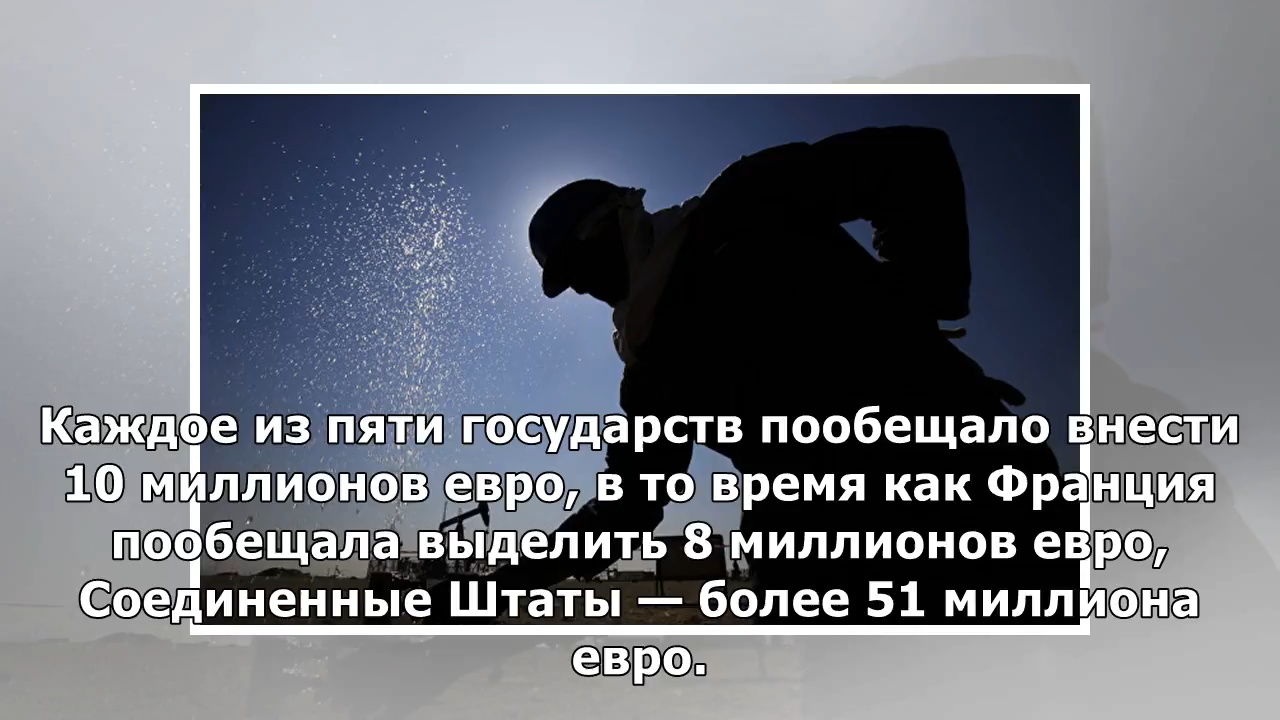 Каждое из пяти государств пообещало внести
10 миллионов евро, в то время как Франция
пообещала выделить 8 миллионов евро,
Соединенные Штаты — более 51 миллиона
евро.